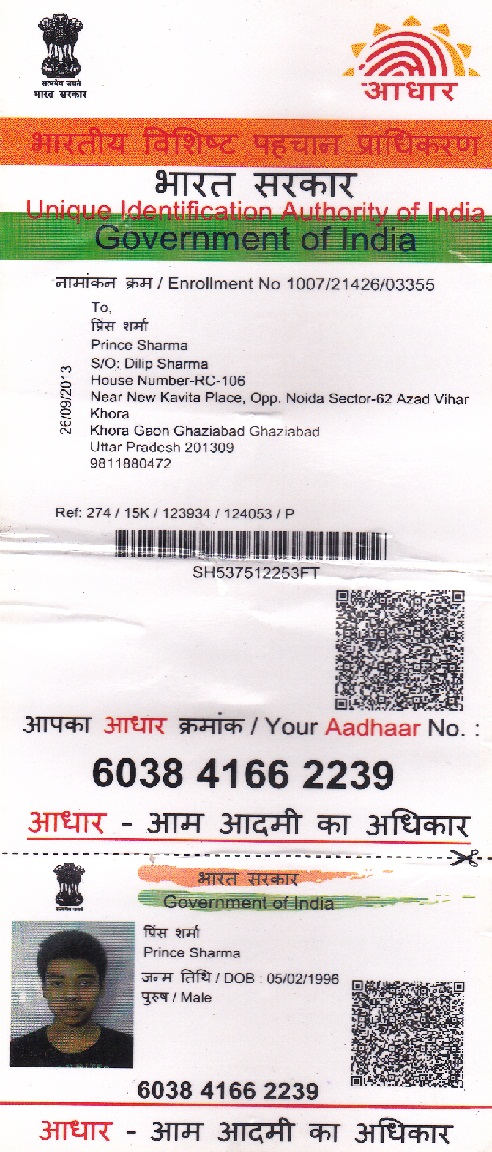 सत्यमेव जयते
भारत सरकार
आधार
भारतीय विशिष्ट पहचान प्राधिकरण
भारत सरकार
Unique Identification Authority of India
Government of India
नामांकन क्रम / Enrollment No 1007/21426/03355
To,
प्रिंस शर्मा
Prince Sharma
S/O: Dilip Sharma
House Number-RC-106
Near New Kavita Place, Opp. Noida Sector-62 Azad Vihar
Khora
Khora Gaon Ghaziabad Ghaziabad
Uttar Pradesh 201309
9811880472
26/09/2013
Ref: 274 / 15K / 123934 / 124053 / P
SH537512253FT
आपका आधार क्रमांक / Your Aadhaar No. :
6038 4166 2239
आधार - आम आदमी का अधिकार
भारत सरकार
Government of India
प्रिंस शर्मा
Prince Sharma
जन्म तिथि / DOB : 05/02/1996
पुरुष / Male
6038 4166 2239
आधार - आम आदमी का अधिकार